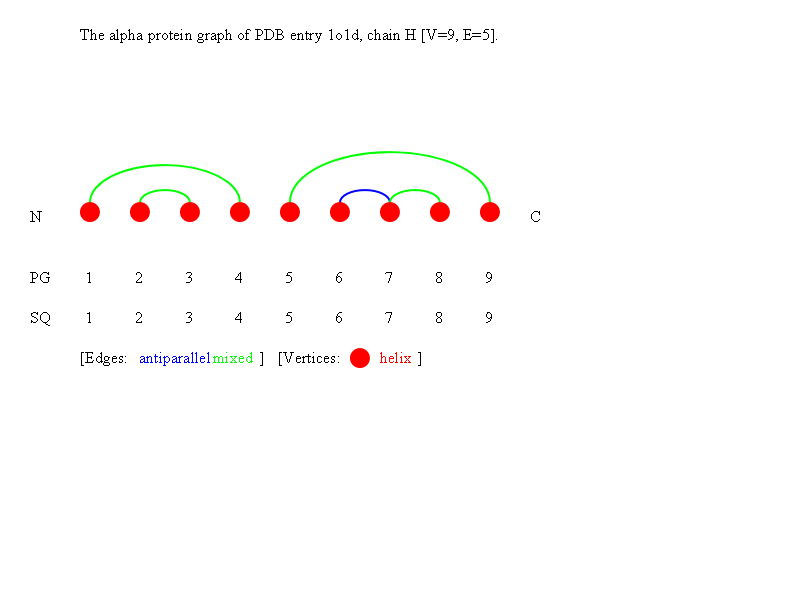 The alpha protein graph of PDB entry 1o1d, chain H [V=9, E=5].
N C
PG 1 2 3 4 5 6 7 8 9
SQ 1 2 3 4 5 6 7 8 9
[Edges: antiparallel mixed ] [Vertices: helix ]